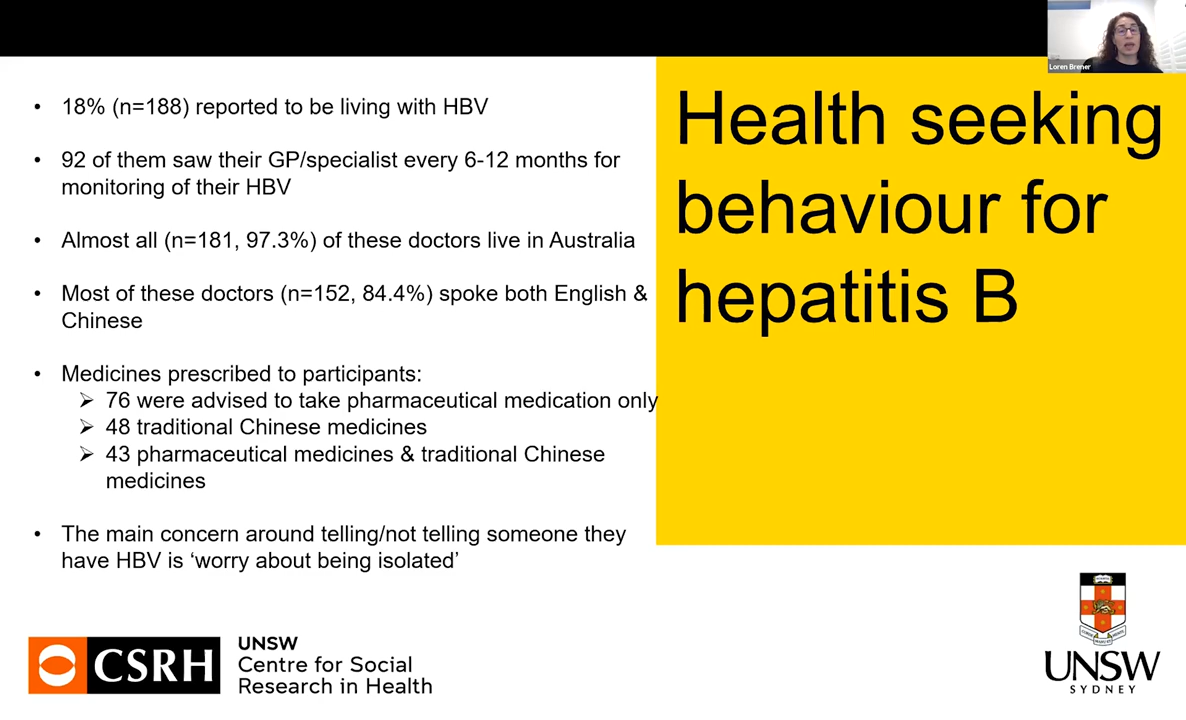 Loren Brener
Health seeking
behaviour for
hepatitis B
• 18% (n=188) reported to be living with HBV
• 92 of them saw their GP/specialist every 6-12 months for
monitoring of their HBV
• Almost all (n=181, 97.3%) of these doctors live in Australia
• Most of these doctors (n=152, 84.4%) spoke both English &
Chinese
• Medicines prescribed to participants:
➢ 76 were advised to take pharmaceutical medication only
➢ 48 traditional Chinese medicines
➢ 43 pharmaceutical medicines & traditional Chinese
medicines
• The main concern around telling/not telling someone they
have HBV is ‘worry about being isolated’
CSRH
UNSW
Centre for Social
Research in Health
UNSW
SYDNEY